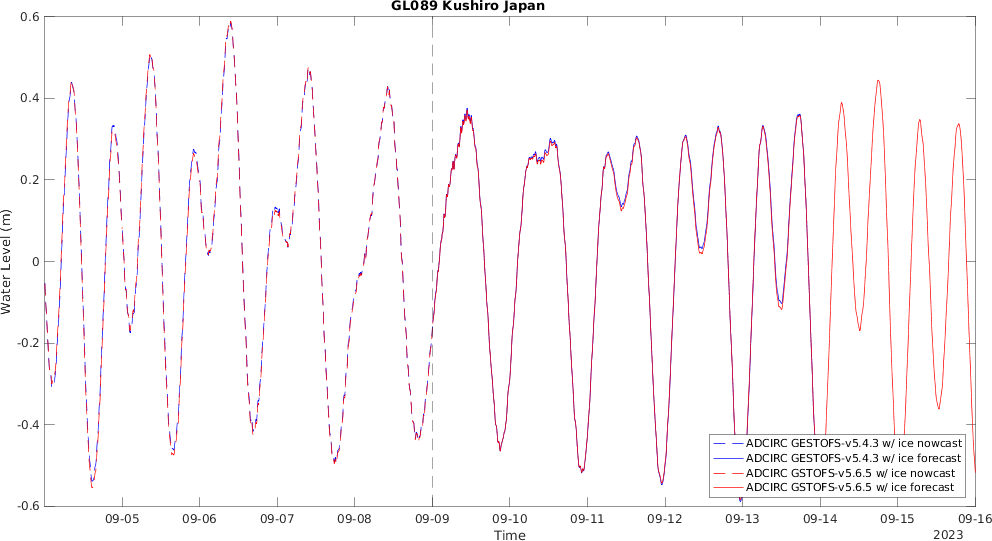 GL089 Kushiro Japan
0.6
0.4
0.2
0
-0.2
-0.4
-0.6
Water Level (m)
ADCIRC GESTOFS-v5.4.3 w/ ice nowcast
ADCIRC GESTOFS-v5.4.3 w/ ice forecast
ADCIRC GSTOFS-v5.6.5 w/ ice nowcast
ADCIRC GSTOFS-v5.6.5 w/ ice forecast
09-05 09-06 09-07 09-08 09-09 09-10 09-11 09-12 09-13 09-14 09-15 09-16
Time
2023